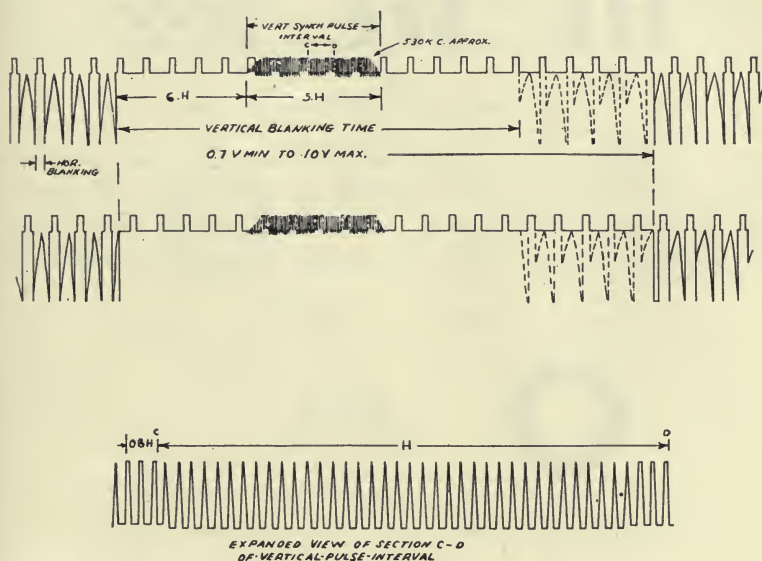 VERT SYNCH PULSE
INTERVAL
C D
530K C. APPROX.
6.H
5.H
VERTICAL BLANKING TIME
0.7 V MIN TO .10V MAX.
HOR.
BLANKING
C
D
.08H
H
EXPANDED VIEW OF SECTION C-D
OF-VERTICAL-PULSE-INTERVAL